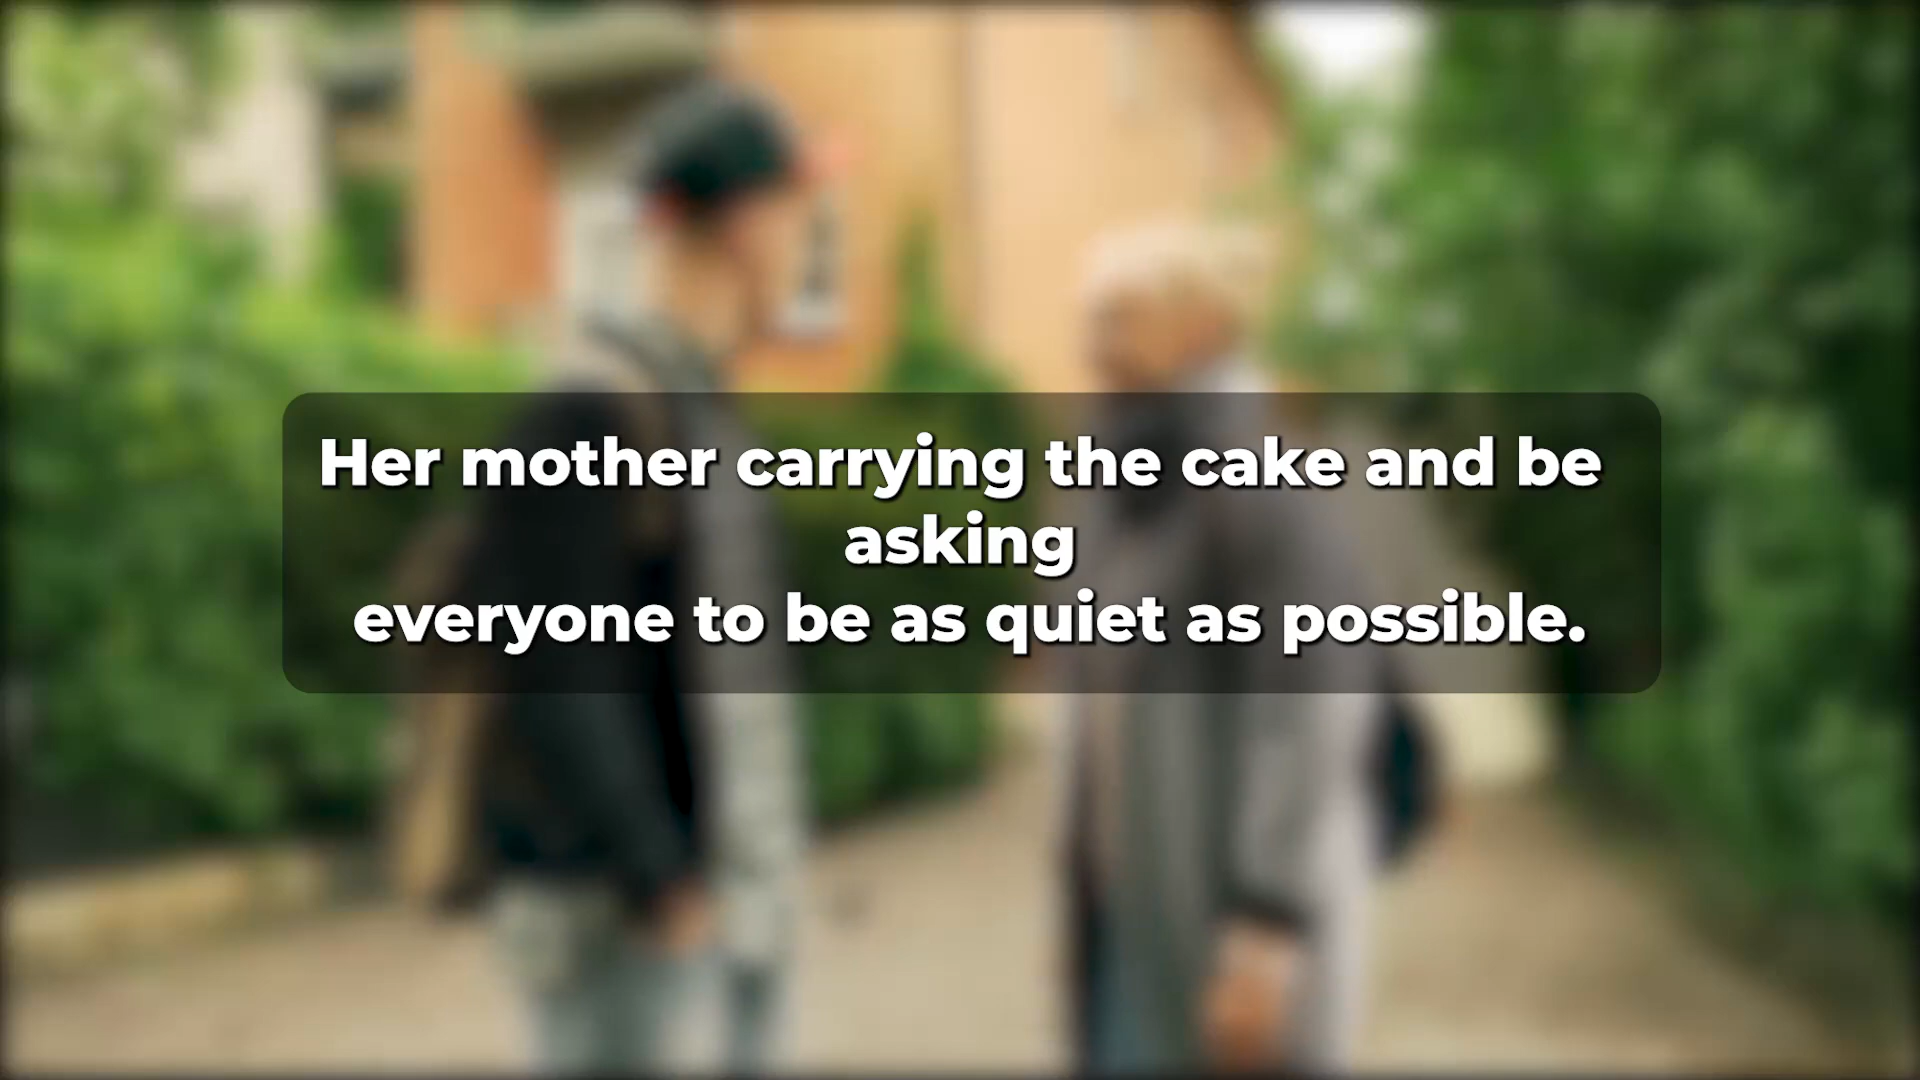 Her mother carrying the cake and be
asking
everyone to be as quiet as possible.